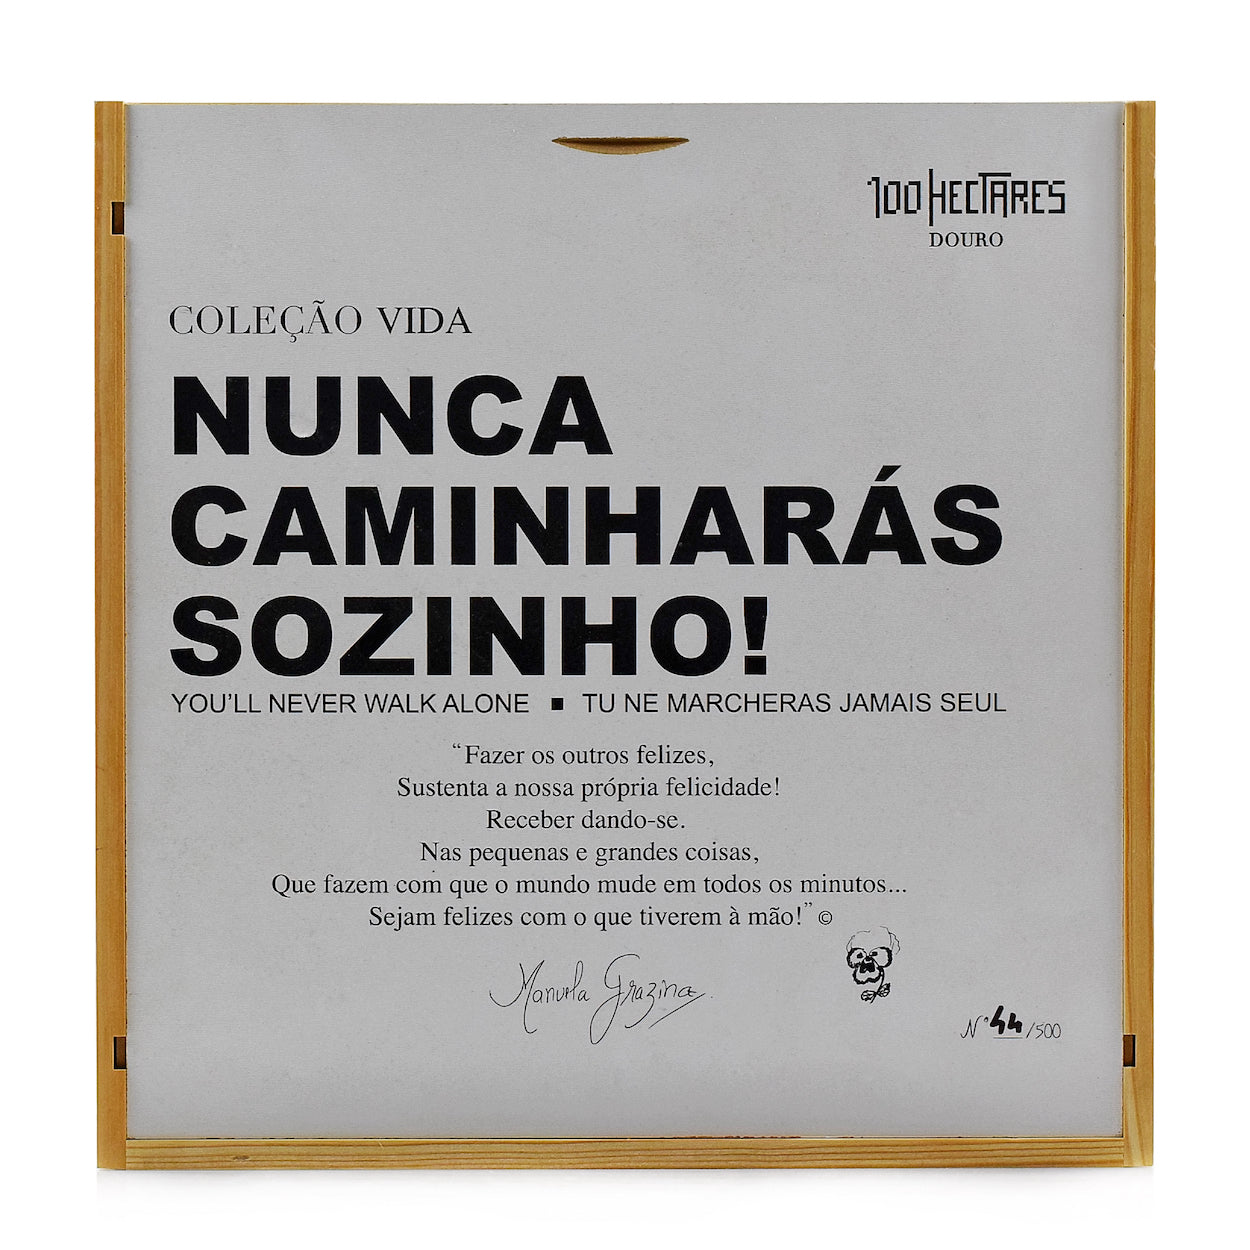 100 HECTARES
DOURO
COLEÇÃO VIDA
NUNCA
CAMINHARÁS
SOZINHO!
YOU'LL NEVER WALK ALONE ■ TU NE MARCHERAS JAMAIS SEUL
“Fazer os outros felizes,
Sustenta a nossa própria felicidade!
Receber dando-se.
Nas pequenas e grandes coisas,
Que fazem com que o mundo mude em todos os minutos...
Sejam felizes com o que tiverem à mão!” ©
Manuela Grazina
Nº 44/500